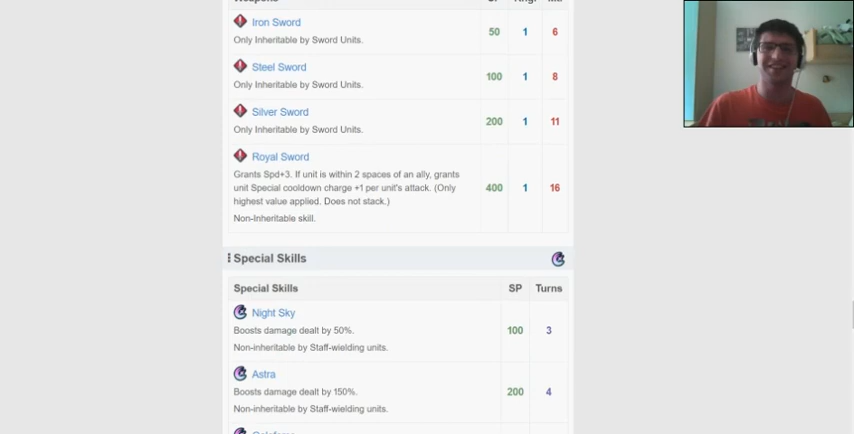 Weapons SP Rng. Mt.
Iron Sword
Only Inheritable by Sword Units.
50 1 6
Steel Sword
Only Inheritable by Sword Units.
100 1 8
Silver Sword
Only Inheritable by Sword Units.
200 1 11
Royal Sword
Grants Spd+3. If unit is within 2 spaces of an ally, grants
unit Special cooldown charge +1 per unit's attack. (Only
highest value applied. Does not stack.)
Non-Inheritable skill.
400 1 16
Special Skills
Special Skills SP Turns
Night Sky
Boosts damage dealt by 50%.
Non-inheritable by Staff-wielding units.
100 3
Astra
Boosts damage dealt by 150%.
Non-inheritable by Staff-wielding units.
200 4